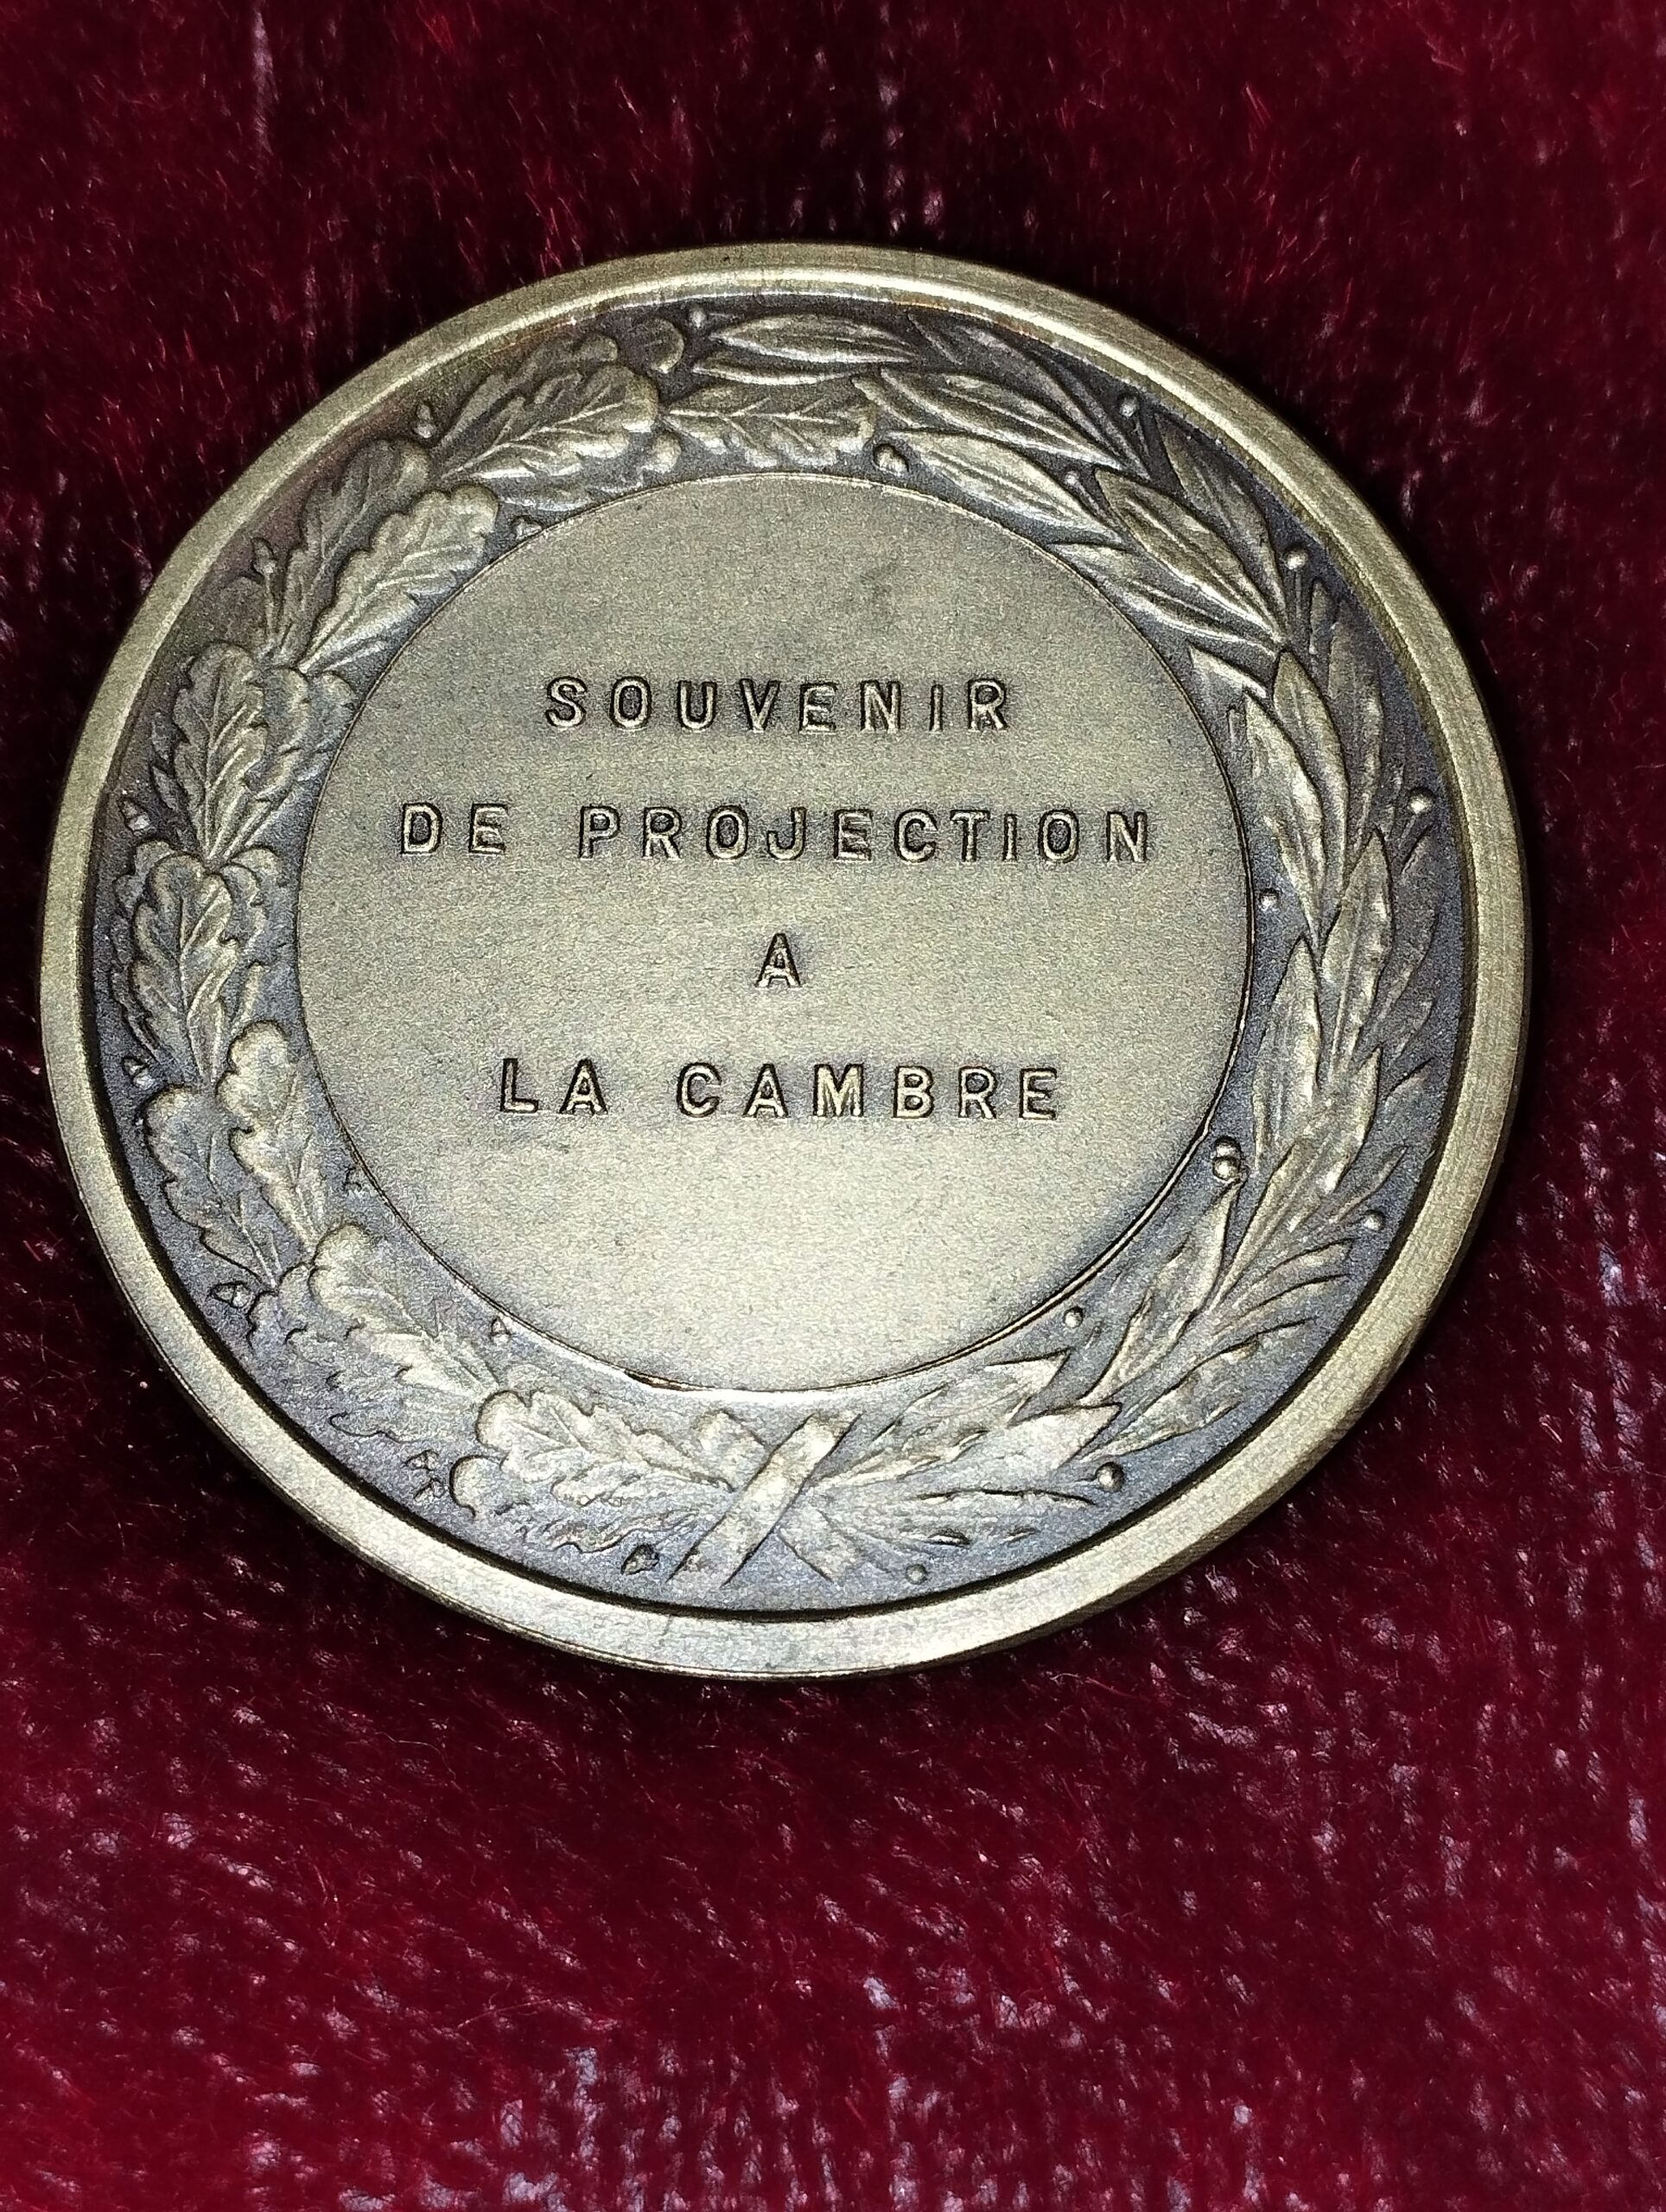 SOUVENIR
DE PROJECTION
A
LA CAMBRE